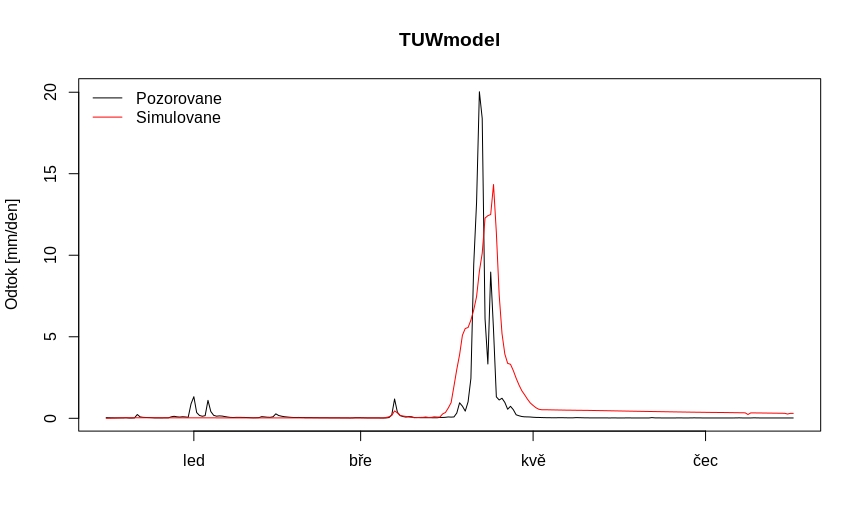 TUWmodel
Pozorovane
Simulovane
Odtok [mm/den]
20
15
10
5
0
led
bře
kvě
čec